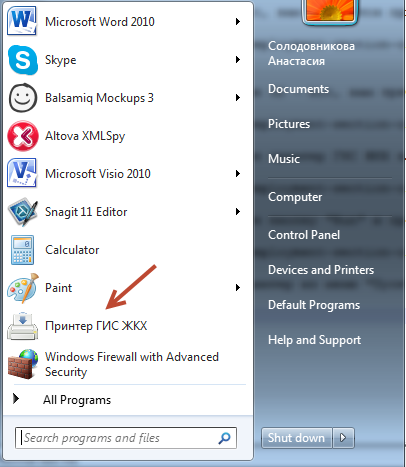 Microsoft Word 2010
Skype
Balsamiq Mockups 3
Altova XMLSpy
Microsoft Visio 2010
Snagit 11 Editor
Calculator
Paint
Принтер ГИС ЖКХ
Windows Firewall with Advanced
Security
All Programs
Search programs and files
Солодовникова
Анастасия
Documents
Pictures
Music
Computer
Control Panel
Devices and Printers
Default Programs
Help and Support
Shut down